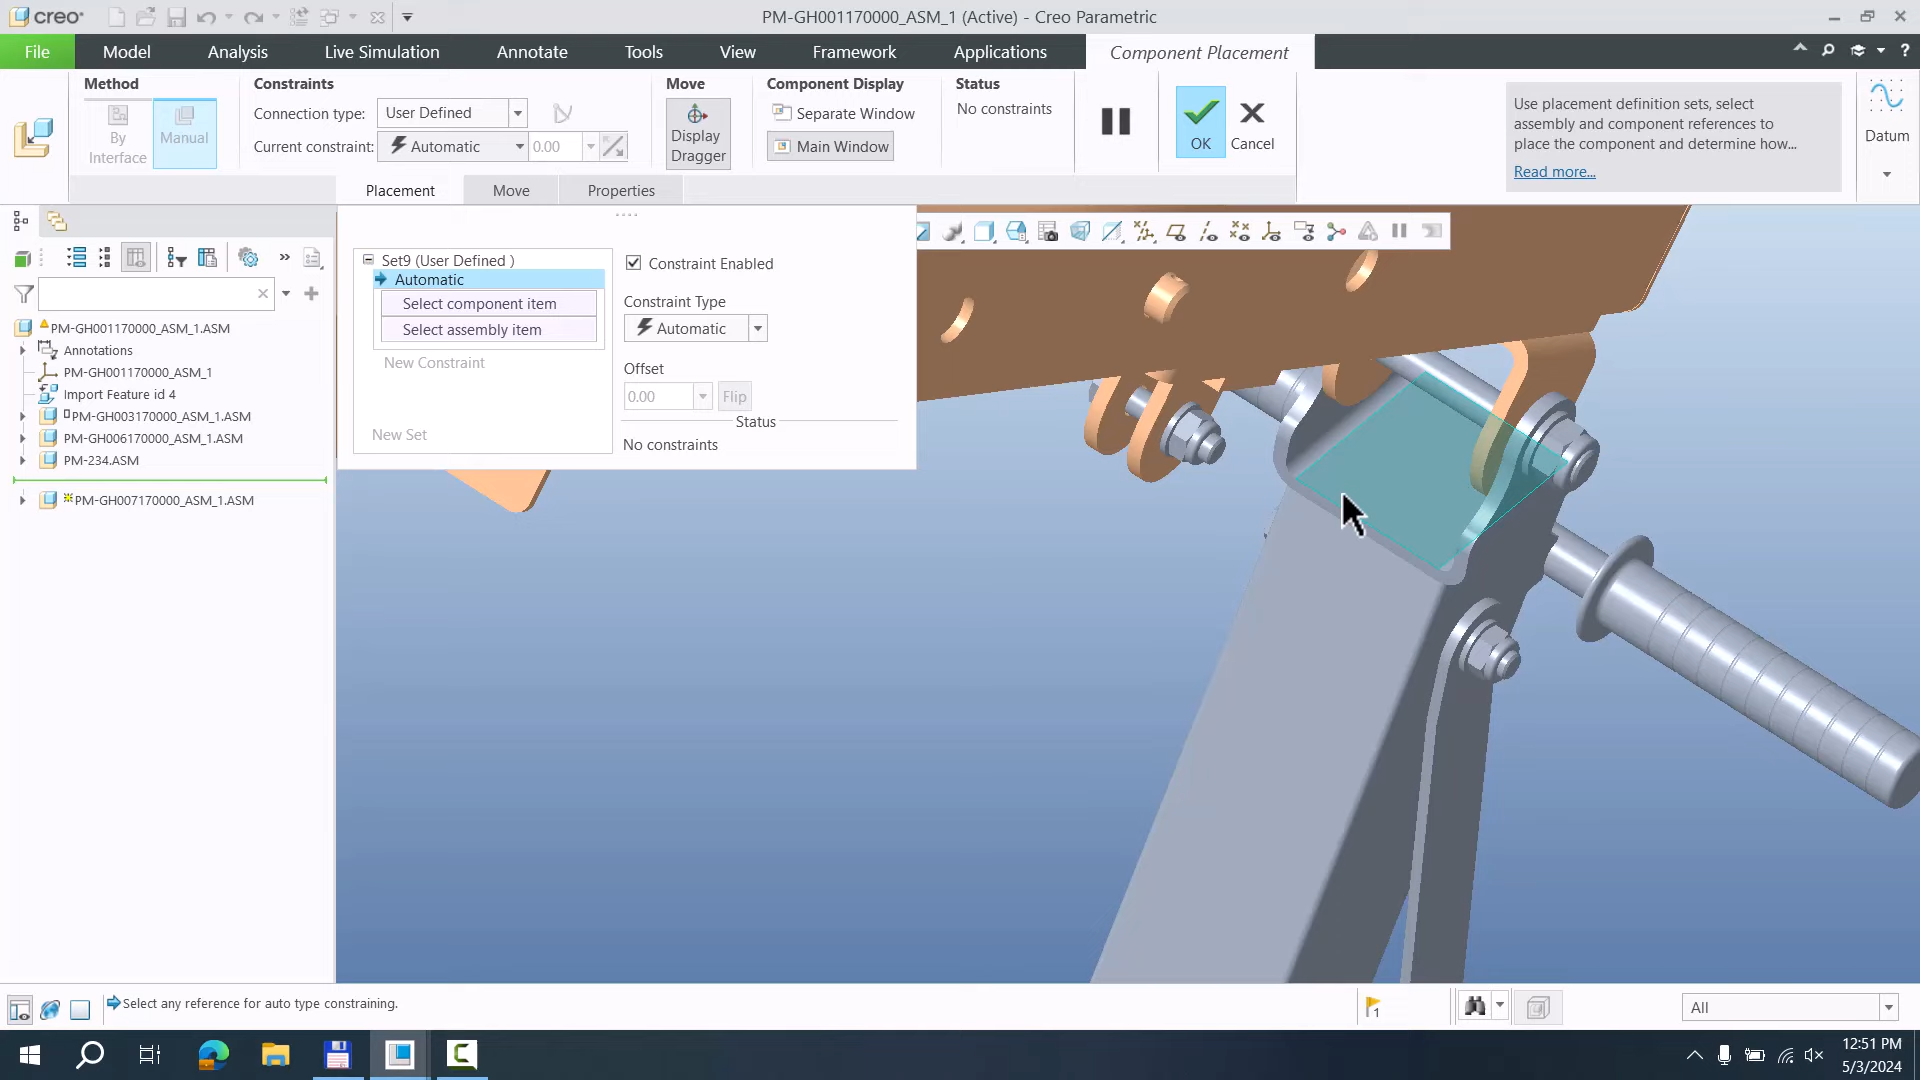 creo®
PM-GH001170000_ASM_1 (Active) - Creo Parametric
File
Model
Analysis
Live Simulation
Annotate
Tools
View
Framework
Applications
Component Placement
Method
By Interface
Manual
Constraints
Connection type:
User Defined
Current constraint:
Automatic
0.00
Move
Display Dragger
Component Display
Separate Window
Main Window
Status
No constraints
OK
Cancel
Use placement definition sets, select
assembly and component references to
place the component and determine how...
Read more...
Datum
Placement
Move
Properties
Set9 (User Defined )
Automatic
Select component item
Select assembly item
New Constraint
New Set
Constraint Enabled
Constraint Type
Automatic
Offset
0.00
Flip
Status
No constraints
PM-GH001170000_ASM_1.ASM
Annotations
PM-GH001170000_ASM_1
Import Feature id 4
PM-GH003170000_ASM_1.ASM
PM-GH006170000_ASM_1.ASM
PM-234.ASM
PM-GH007170000_ASM_1.ASM
Select any reference for auto type constraining.
1
All
12:51 PM
5/3/2024